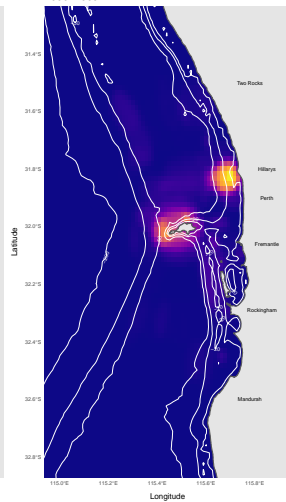 31.4°S
Two Rocks
31.6°S
31.8°S
Hillarys
Perth
32.0°S
Fremantle
Latitude
32.2°S
Rockingham
32.4°S
32.6°S
Mandurah
32.8°S
115.0°E
115.2°E
115.4°E
115.6°E
115.8°E
Longitude